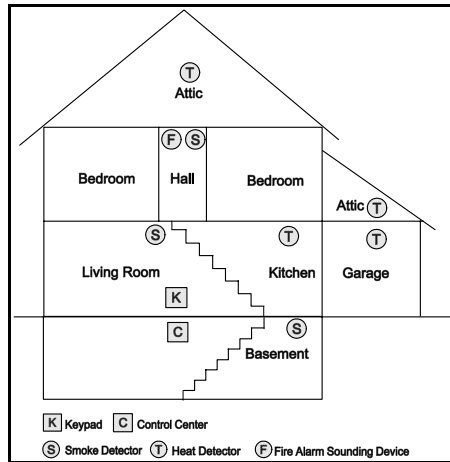 T
Attic
F S
Bedroom Hall Bedroom
Attic T
S T T
Living Room Kitchen Garage
K
C S
Basement
K Keypad C Control Center
S Smoke Detector T Heat Detector F Fire Alarm Sounding Device